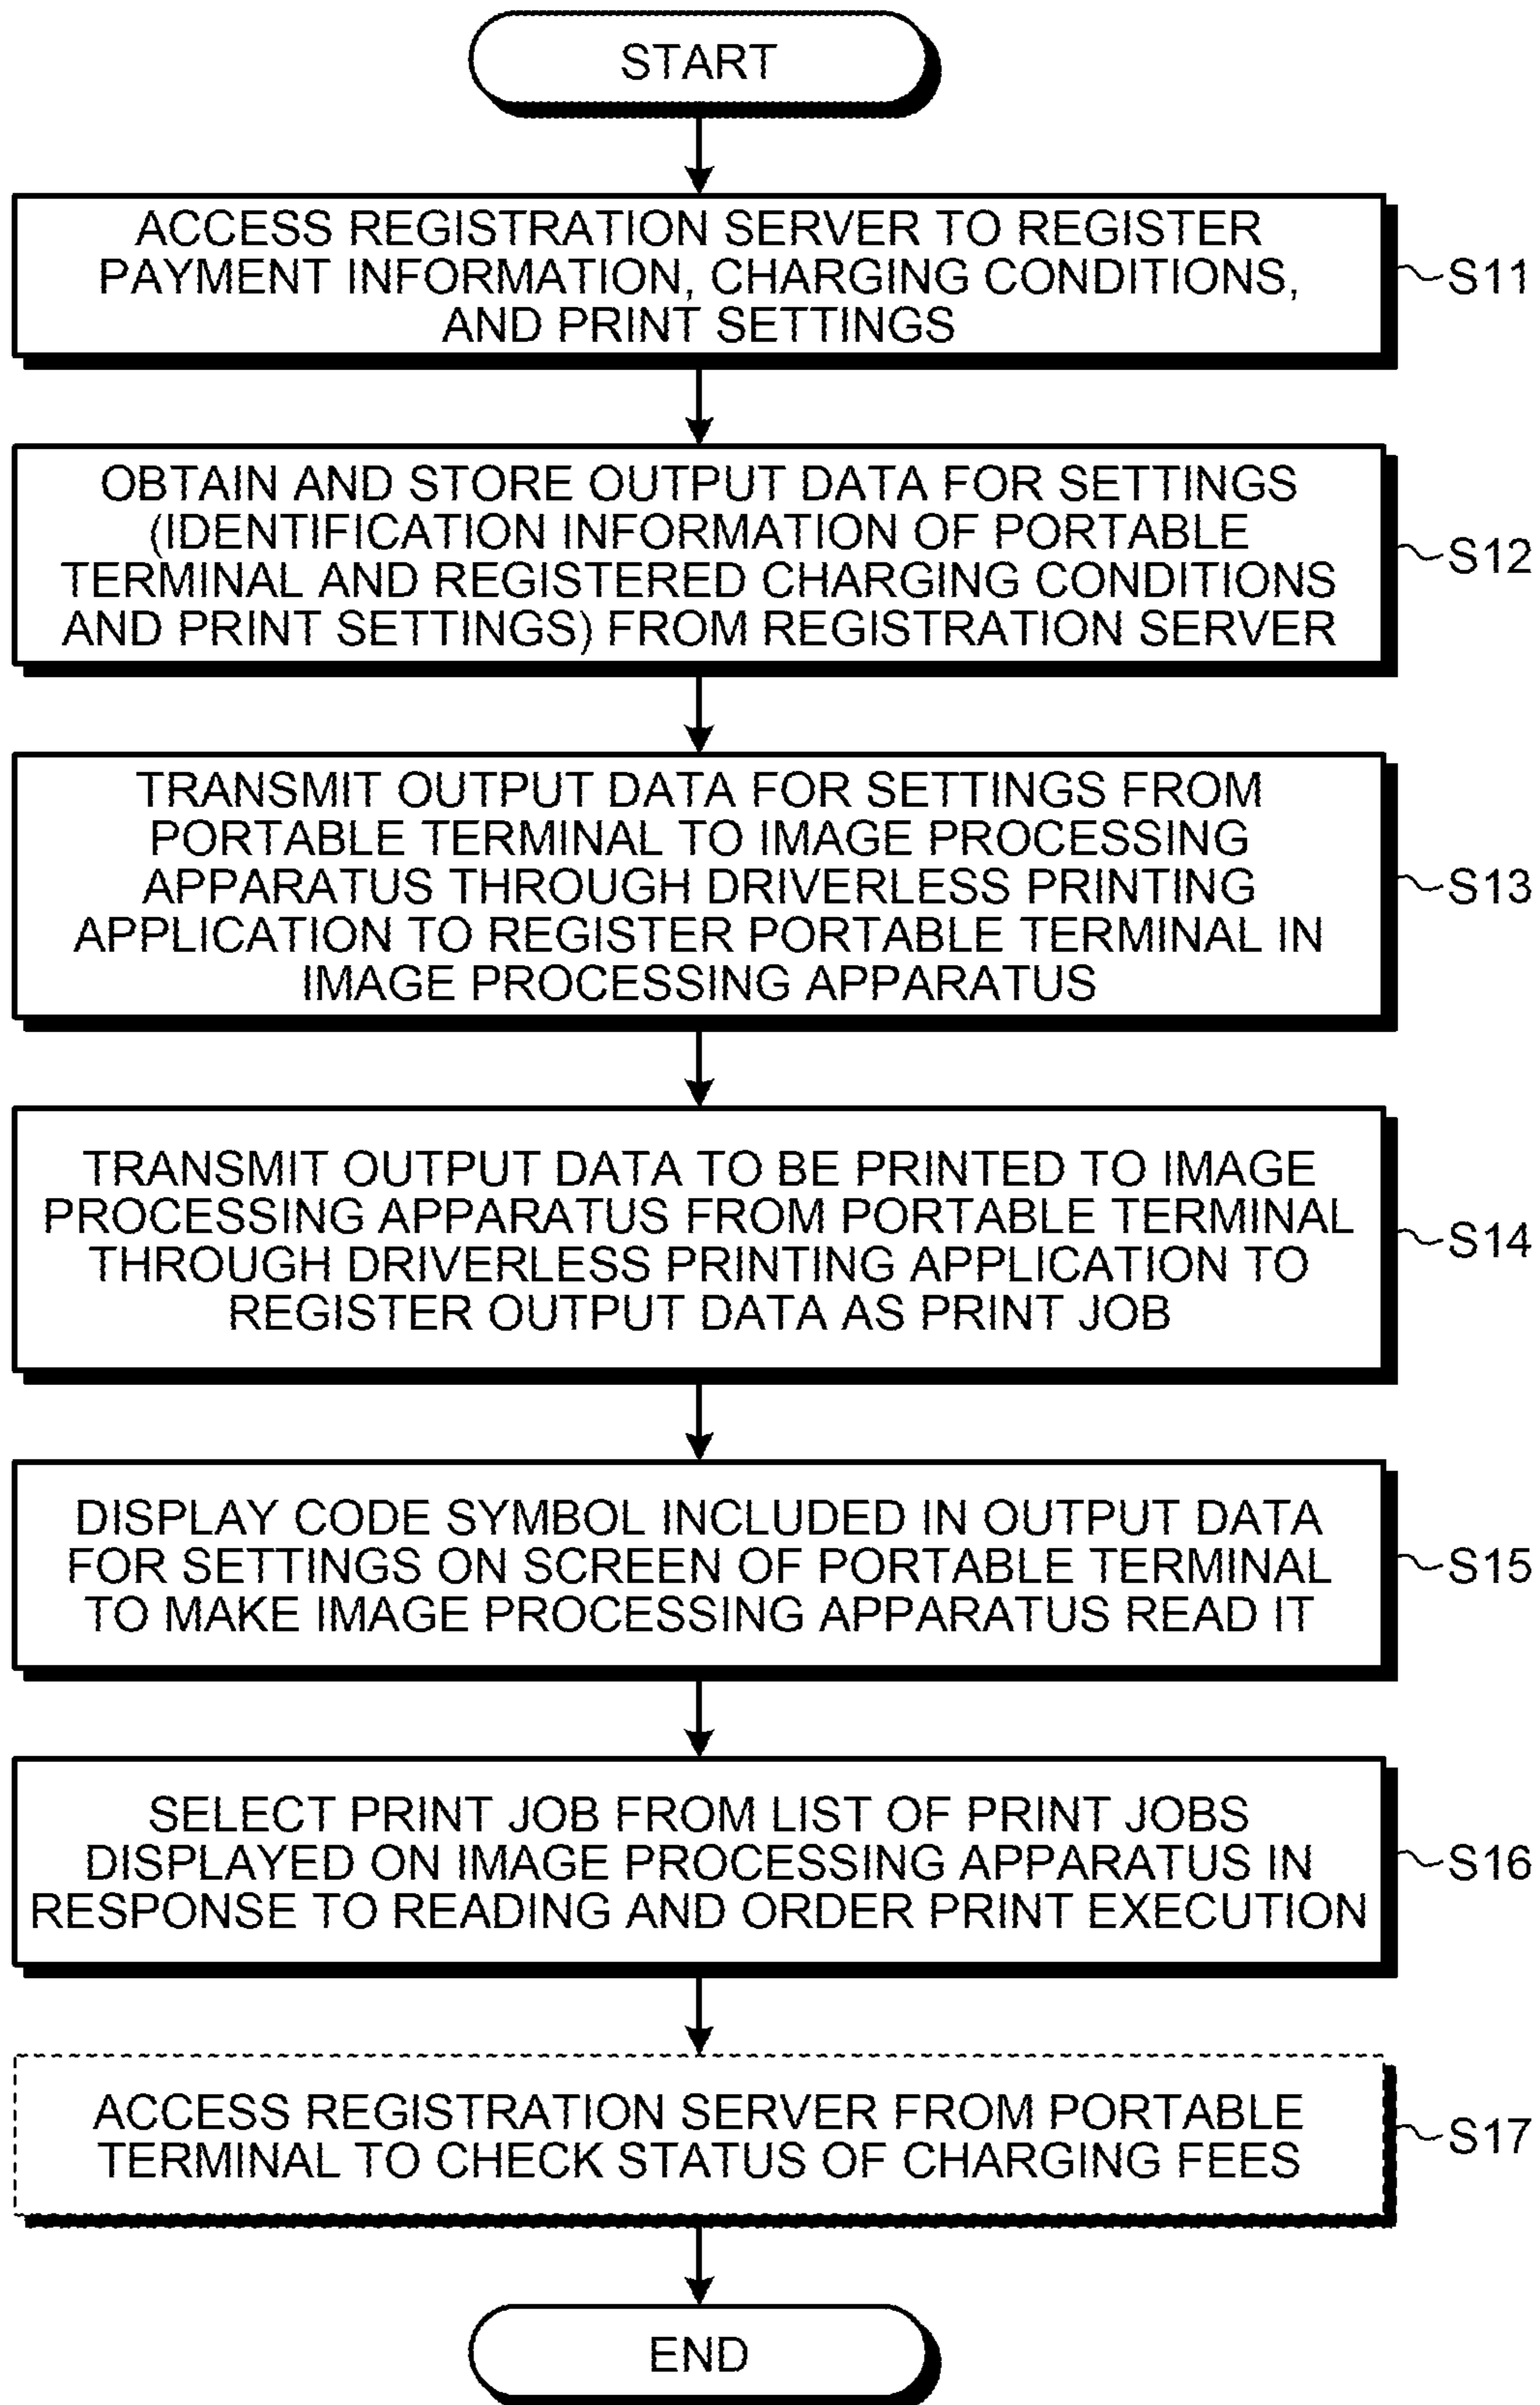 START
ACCESS REGISTRATION SERVER TO REGISTER
PAYMENT INFORMATION, CHARGING CONDITIONS,
AND PRINT SETTINGS
S11
OBTAIN AND STORE OUTPUT DATA FOR SETTINGS
(IDENTIFICATION INFORMATION OF PORTABLE
TERMINAL AND REGISTERED CHARGING CONDITIONS
AND PRINT SETTINGS) FROM REGISTRATION SERVER
S12
TRANSMIT OUTPUT DATA FOR SETTINGS FROM
PORTABLE TERMINAL TO IMAGE PROCESSING
APPARATUS THROUGH DRIVERLESS PRINTING
APPLICATION TO REGISTER PORTABLE TERMINAL IN
IMAGE PROCESSING APPARATUS
S13
TRANSMIT OUTPUT DATA TO BE PRINTED TO IMAGE
PROCESSING APPARATUS FROM PORTABLE TERMINAL
THROUGH DRIVERLESS PRINTING APPLICATION TO
REGISTER OUTPUT DATA AS PRINT JOB
S14
DISPLAY CODE SYMBOL INCLUDED IN OUTPUT DATA
FOR SETTINGS ON SCREEN OF PORTABLE TERMINAL
TO MAKE IMAGE PROCESSING APPARATUS READ IT
S15
SELECT PRINT JOB FROM LIST OF PRINT JOBS
DISPLAYED ON IMAGE PROCESSING APPARATUS IN
RESPONSE TO READING AND ORDER PRINT EXECUTION
S16
ACCESS REGISTRATION SERVER FROM PORTABLE
TERMINAL TO CHECK STATUS OF CHARGING FEES
S17
END